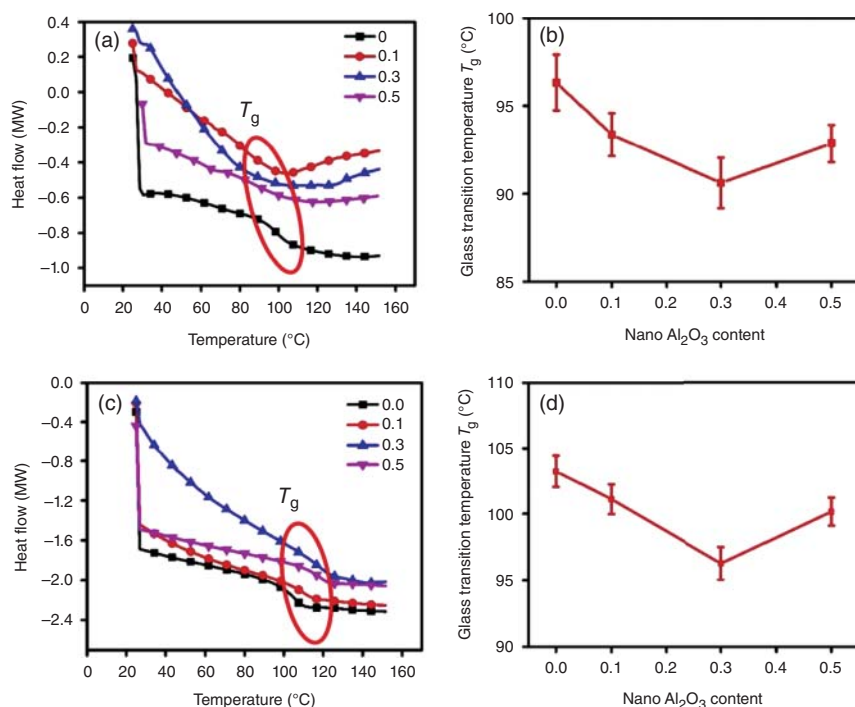 (a)
0.4
0.2
0.0
−0.2
−0.4
−0.6
−0.8
−1.0
Heat flow (MW)
0
0.1
0.3
0.5
Tg
0 20 40 60 80 100 120 140 160
Temperature (°C)
(b)
100
95
90
85
Glass transition temperature Tg (°C)
0.0 0.1 0.2 0.3 0.4 0.5
Nano Al2O3 content
(c)
0.0
−0.4
−0.8
−1.2
−1.6
−2.0
−2.4
Heat flow (MW)
0.0
0.1
0.3
0.5
Tg
0 20 40 60 80 100 120 140 160
Temperature (°C)
(d)
110
105
100
95
90
Glass transition temperature Tg (°C)
0.0 0.1 0.2 0.3 0.4 0.5
Nano Al2O3 content